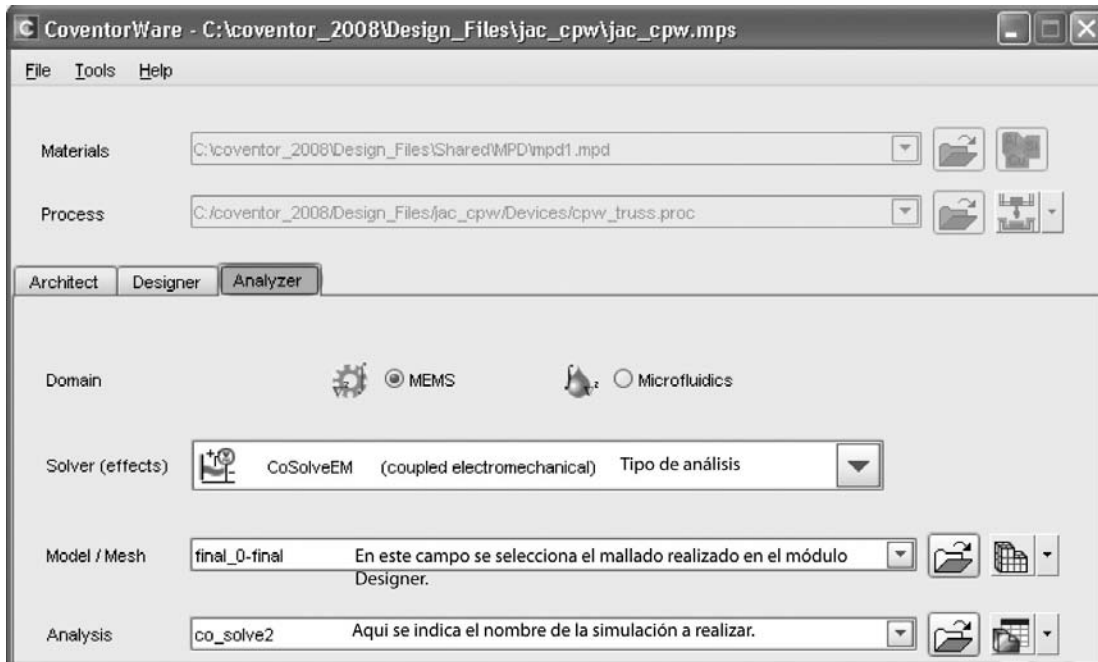 CoventorWare - C:\coventor_2008\Design_Files\jac_cpw\jac_cpw.mps
File Tools Help
Materials C:\coventor_2008\Design_Files\Shared\MPD\mpd1.mpd
Process C:/coventor_2008/Design_Files/jac_cpw/Devices/cpw_truss.proc
Architect Designer Analyzer
Domain MEMS Microfluidics
Solver (effects) CoSolveEM (coupled electromechanical) Tipo de análisis
Model / Mesh final_0-final En este campo se selecciona el mallado realizado en el módulo
Designer.
Analysis co_solve2 Aqui se indica el nombre de la simulación a realizar.